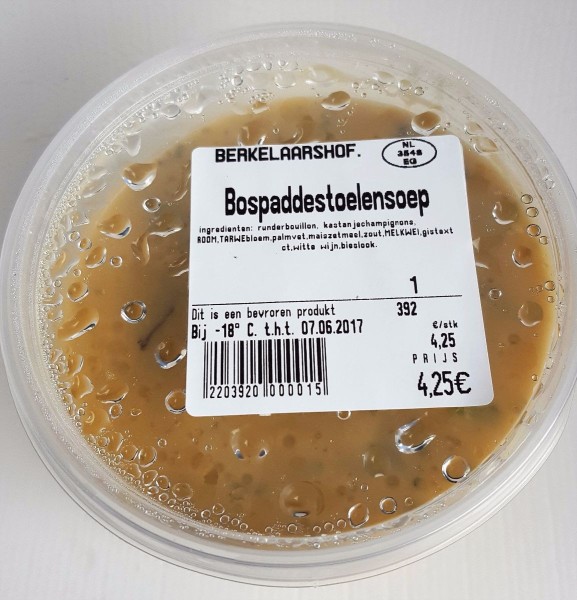 BERKELAARSHOF.
NL
3548
EG
Bospaddestoelensoep
ingredienten: runderbouillon, kastanjechampignons,
ROOM,TARWEbloem,palmvet,maiszetmeel,zout,MELKWEI,gistext
ct,witte wijn,bieslook.
1
Dit is een bevroren produkt 392
Bij -18° C. t.h.t. 07.06.2017
€/stk
4,25
PRIJS
4,25€
2203920 000015